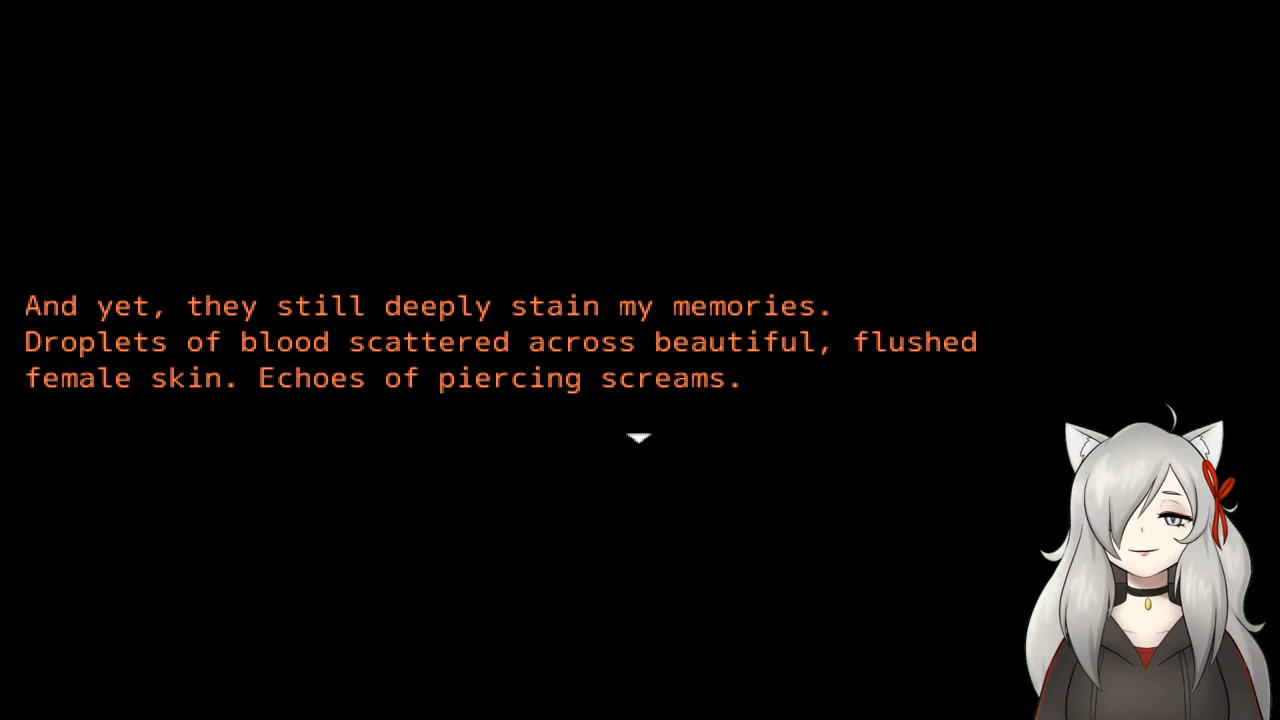 And yet, they still deeply stain my memories.
Droplets of blood scattered across beautiful, flushed
female skin. Echoes of piercing screams.